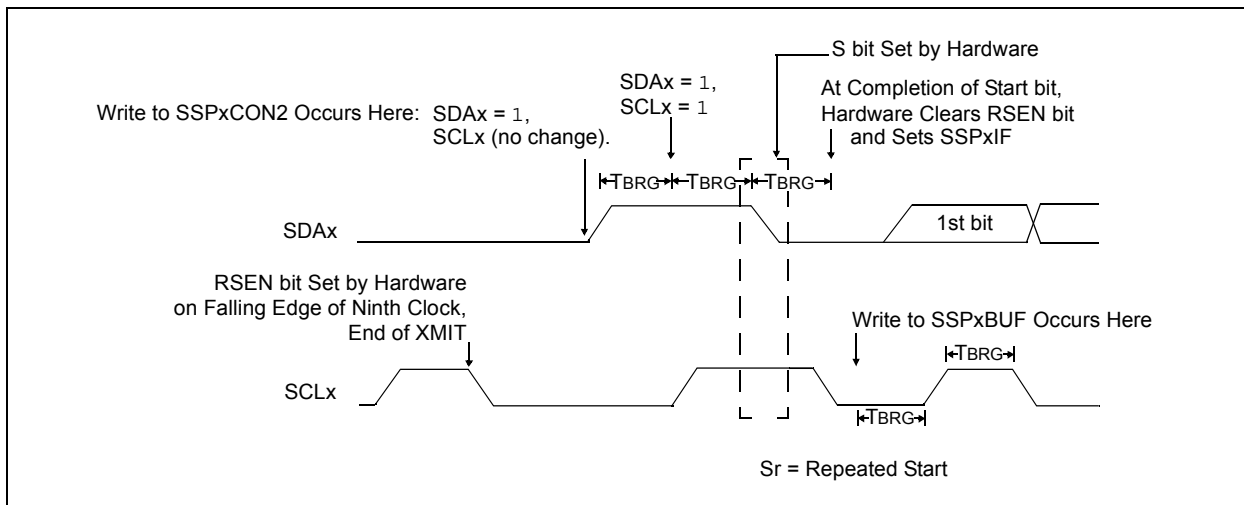 S bit Set by Hardware
SDAx = 1,
SCLx = 1
At Completion of Start bit,
Hardware Clears RSEN bit
and Sets SSPxIF
Write to SSPxCON2 Occurs Here: SDAx = 1,
SCLx (no change).
TBRG TBRG TBRG
SDAx
1st bit
RSEN bit Set by Hardware
on Falling Edge of Ninth Clock,
End of XMIT
Write to SSPxBUF Occurs Here
TBRG
SCLx
TBRG
Sr = Repeated Start